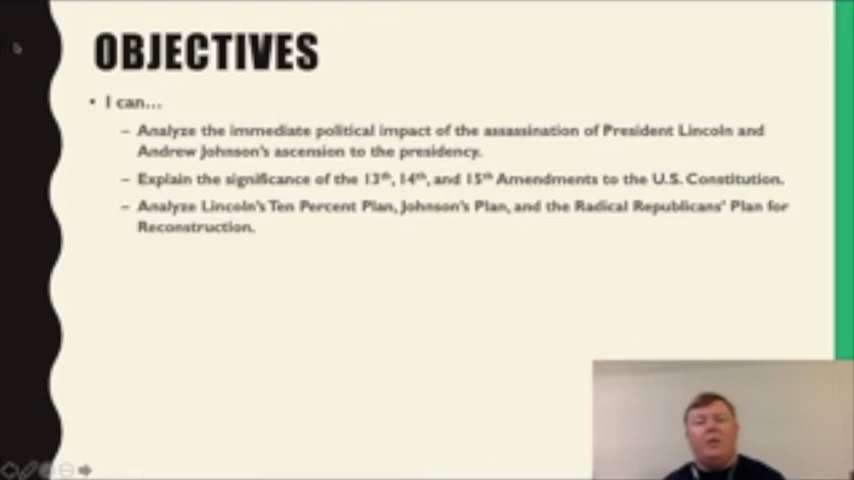 OBJECTIVES
• I can...
– Analyze the immediate political impact of the assassination of President Lincoln and
Andrew Johnson's ascension to the presidency.
– Explain the significance of the 13th, 14th, and 15th Amendments to the U.S. Constitution.
– Analyze Lincoln's Ten Percent Plan, Johnson's Plan, and the Radical Republicans' Plan for
Reconstruction.